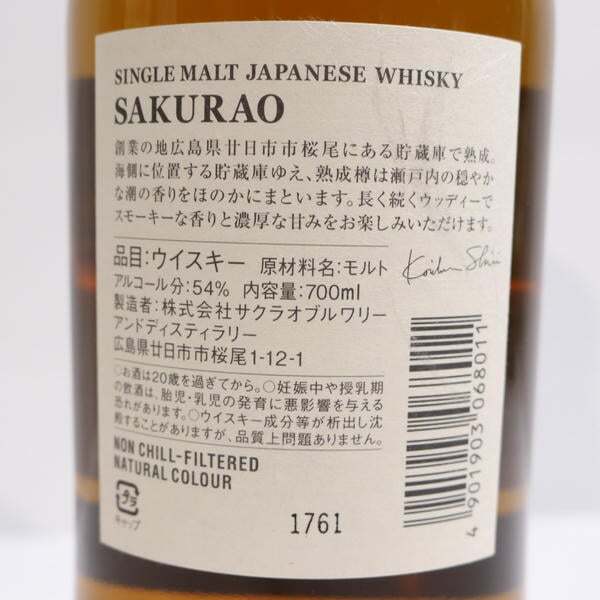 SINGLE MALT JAPANESE WHISKY
SAKURAO
創業の地広島県廿日市市桜尾にある貯蔵庫で熟成。
海側に位置する貯蔵庫ゆえ、熟成樽は瀬戸内の穏やか
な潮の香りをほのかにまといます。長く続くウッディーで
スモーキーな香りと濃厚な甘みをお楽しみいただけます。
品目:ウイスキー 原材料名:モルト
アルコール分:54% 内容量:700ml
製造者:株式会社サクラオブルワリー
アンドディスティラリー
広島県廿日市市桜尾1-12-1
○お酒は20歳を過ぎてから。○妊娠中や授乳期
の飲酒は、胎児・乳児の発育に悪影響を与える
恐れがあります。○ウイスキー成分等が析出し沈
殿することがありますが、品質上問題ありません。
NON CHILL-FILTERED
NATURAL COLOUR
プラ
キャップ
1761
4 901903 068011